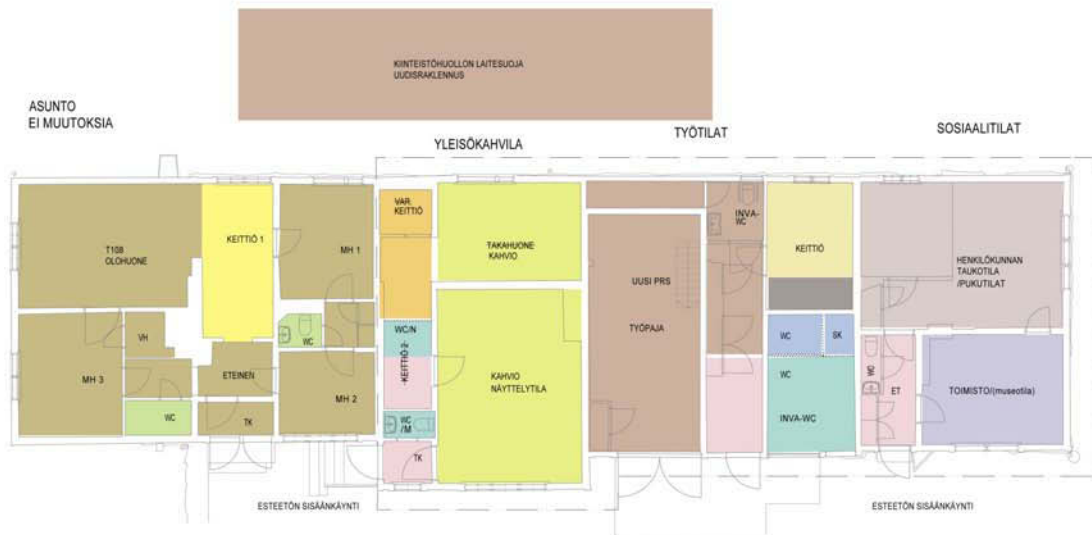 KIINTEISTÖHUOLLON LAITESUOJA
UUDISRAKLENNUS
ASUNTO
EI MUUTOKSIA
YLEISÖKAHVILA
TYÖTILAT
SOSIAALITILAT
T108
OLOHUONE
KEITTIÖ 1
MH 1
VAR.
KEITTIÖ
TAKAHUONE
KAHVIO
UUSI PRS
TYÖPAJA
INVA-
WC
KEITTIÖ
HENKILÖKUNNAN
TAUKOTILA
/PUKUTILAT
MH 3
VH
WC
ETEINEN
TK
WC
MH 2
WC/N
KEITTIÖ 2
WC
/M
TK
KAHVIO
NÄYTTELYTILA
WC
SK
WC
INVA-WC
WC
ET
TOIMISTO/(museotila)
ESTEETÖN SISÄÄNKÄYNTI
ESTEETÖN SISÄÄNKÄYNTI